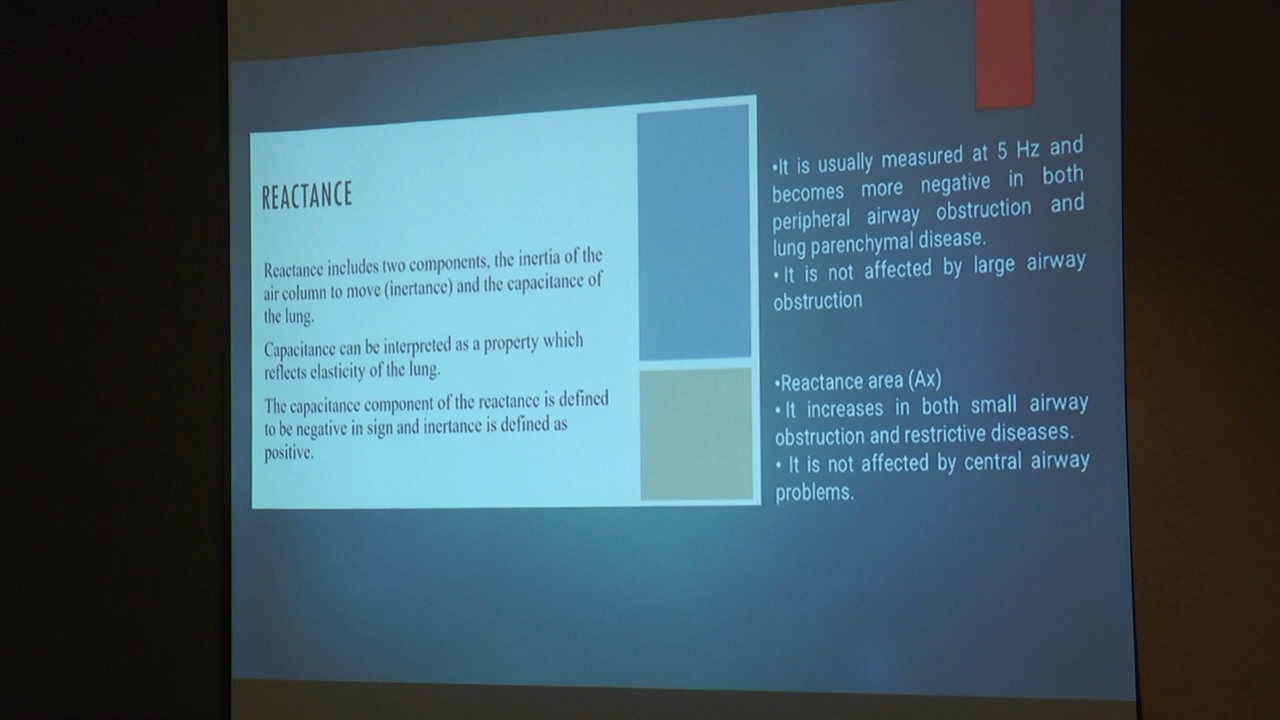 REACTANCE
Reactance includes two components, the inertia of the
air column to move (inertance) and the capacitance of
the lung.
Capacitance can be interpreted as a property which
reflects elasticity of the lung.
The capacitance component of the reactance is defined
to be negative in sign and inertance is defined as
positive.
•It is usually measured at 5 Hz and
becomes more negative in both
peripheral airway obstruction and
lung parenchymal disease.
• It is not affected by large airway
obstruction
•Reactance area (Ax)
• It increases in both small airway
obstruction and restrictive diseases.
• It is not affected by central airway
problems.